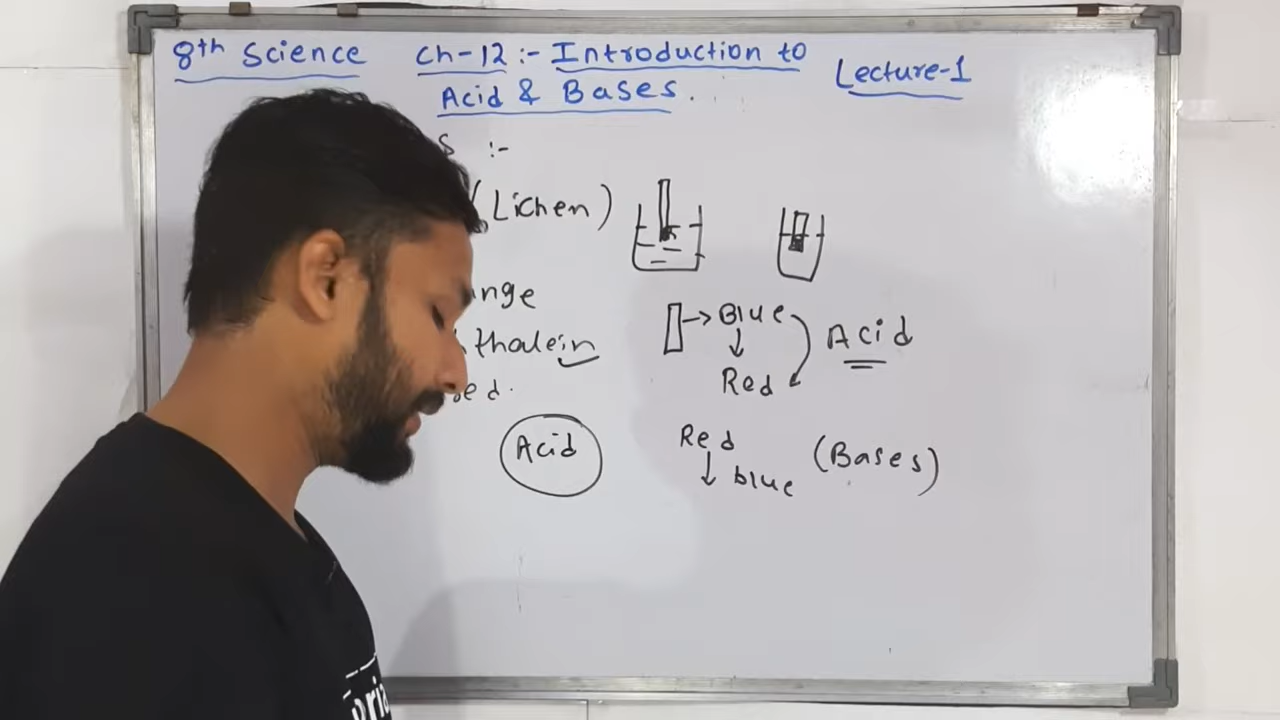 8th Science Ch-12 :- Introduction to Lecture-1
Acid & Bases.
s :-
(Lichen)
nge
thalein
sed.
Blue Acid
Red
Acid
Red (Bases)
blue